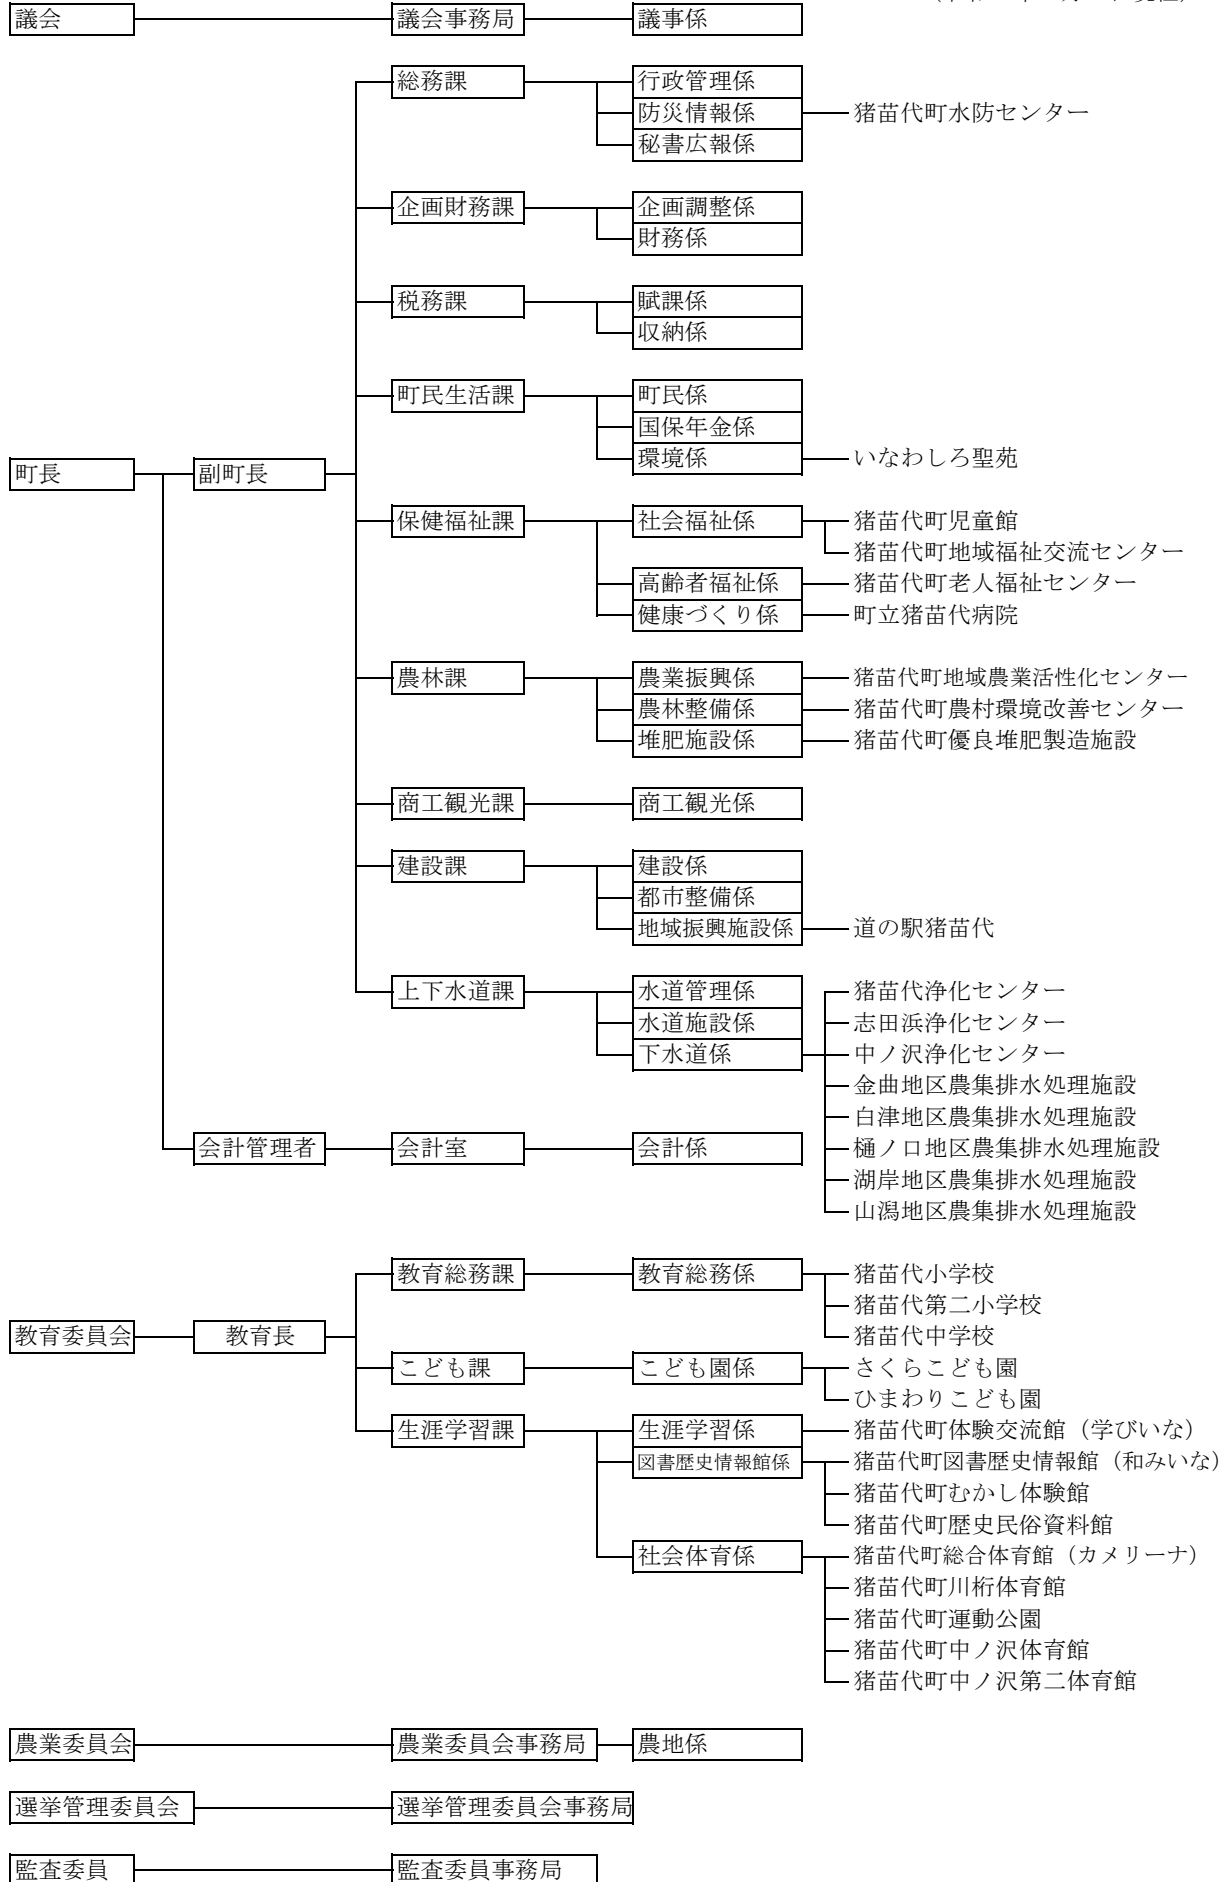 議会 議会事務局 議事係
総務課 行政管理係
防災情報係 猪苗代町水防センター
秘書広報係
企画財務課 企画調整係
財務係
税務課 賦課係
収納係
町民生活課 町民係
国保年金係
環境係 いなわしろ聖苑
町長 副町長
保健福祉課 社会福祉係 猪苗代町児童館
猪苗代町地域福祉交流センター
高齢者福祉係 猪苗代町老人福祉センター
健康づくり係 町立猪苗代病院
農林課 農業振興係 猪苗代町地域農業活性化センター
農林整備係 猪苗代町農村環境改善センター
堆肥施設係 猪苗代町優良堆肥製造施設
商工観光課 商工観光係
建設課 建設係
都市整備係
地域振興施設係 道の駅猪苗代
上下水道課 水道管理係 猪苗代浄化センター
水道施設係 志田浜浄化センター
下水道係 中ノ沢浄化センター
金曲地区農集排水処理施設
白津地区農集排水処理施設
会計管理者 会計室 会計係 樋ノ口地区農集排水処理施設
湖岸地区農集排水処理施設
山潟地区農集排水処理施設
教育総務課 教育総務係 猪苗代小学校
猪苗代第二小学校
教育委員会 教育長 猪苗代中学校
こども課 こども園係 さくらこども園
ひまわりこども園
生涯学習課 生涯学習係 猪苗代町体験交流館（学びいな）
図書歴史情報館係 猪苗代町図書歴史情報館（和みいな）
猪苗代町むかし体験館
猪苗代町歴史民俗資料館
社会体育係 猪苗代町総合体育館（カメリーナ）
猪苗代町川桁体育館
猪苗代町運動公園
猪苗代町中ノ沢体育館
猪苗代町中ノ沢第二体育館
農業委員会 農業委員会事務局 農地係
選挙管理委員会 選挙管理委員会事務局
監査委員 監査委員事務局